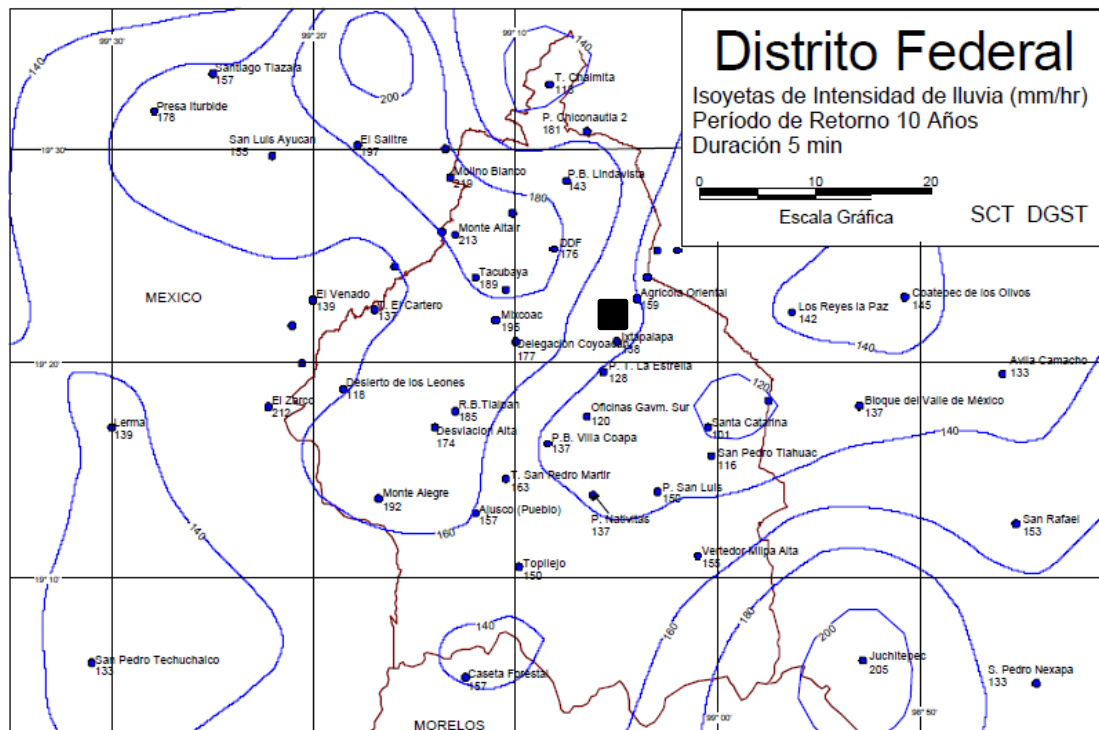 Distrito Federal
Isoyetas de Intensidad de lluvia (mm/hr)
Período de Retorno 10 Años
Duración 5 min
0 10 20
Escala Gráfica
SCT DGST
99° 30'
99° 20'
99° 10'
140
140
200
Santiago Tlazala
157
T. Chalmita
118
Presa Iturbide
178
P. Chiconautla 2
181
San Luis Ayucan
155
El Salitre
197
19° 30'
Molino Blanco
219
P.B. Lindavista
143
180
Monte Altair
213
DDF
176
Tacubaya
189
MEXICO
El Venado
139
T. El Cartero
137
Agricola Oriental
159
Coatepec de los Olivos
145
Los Reyes la Paz
142
Mixcoac
195
Delegacion Coyoacan
177
Ixtapalapa
138
140
19° 20'
P. T. La Estrella
128
Avila Camacho
133
Desierto de los Leones
118
120
El Zarco
212
R.B.Tlalpan
185
Oficinas Gavm. Sur
120
Bloque del Valle de México
137
Lerma
139
Desviacion Alta
174
Santa Catarina
101
140
P.B. Villa Coapa
137
San Pedro Tlahuac
116
T. San Pedro Martir
163
Monte Alegre
192
P. San Luis
150
Ajusco (Pueblo)
157
P. Nativitas
137
San Rafael
153
140
160
Vertedor Milpa Alta
155
Topilejo
150
19° 10'
140
160
180
200
San Pedro Techuchalco
133
Caseta Forestal
157
Juchitepec
205
S. Pedro Nexapa
133
MORELOS
99° 00'
98° 50'